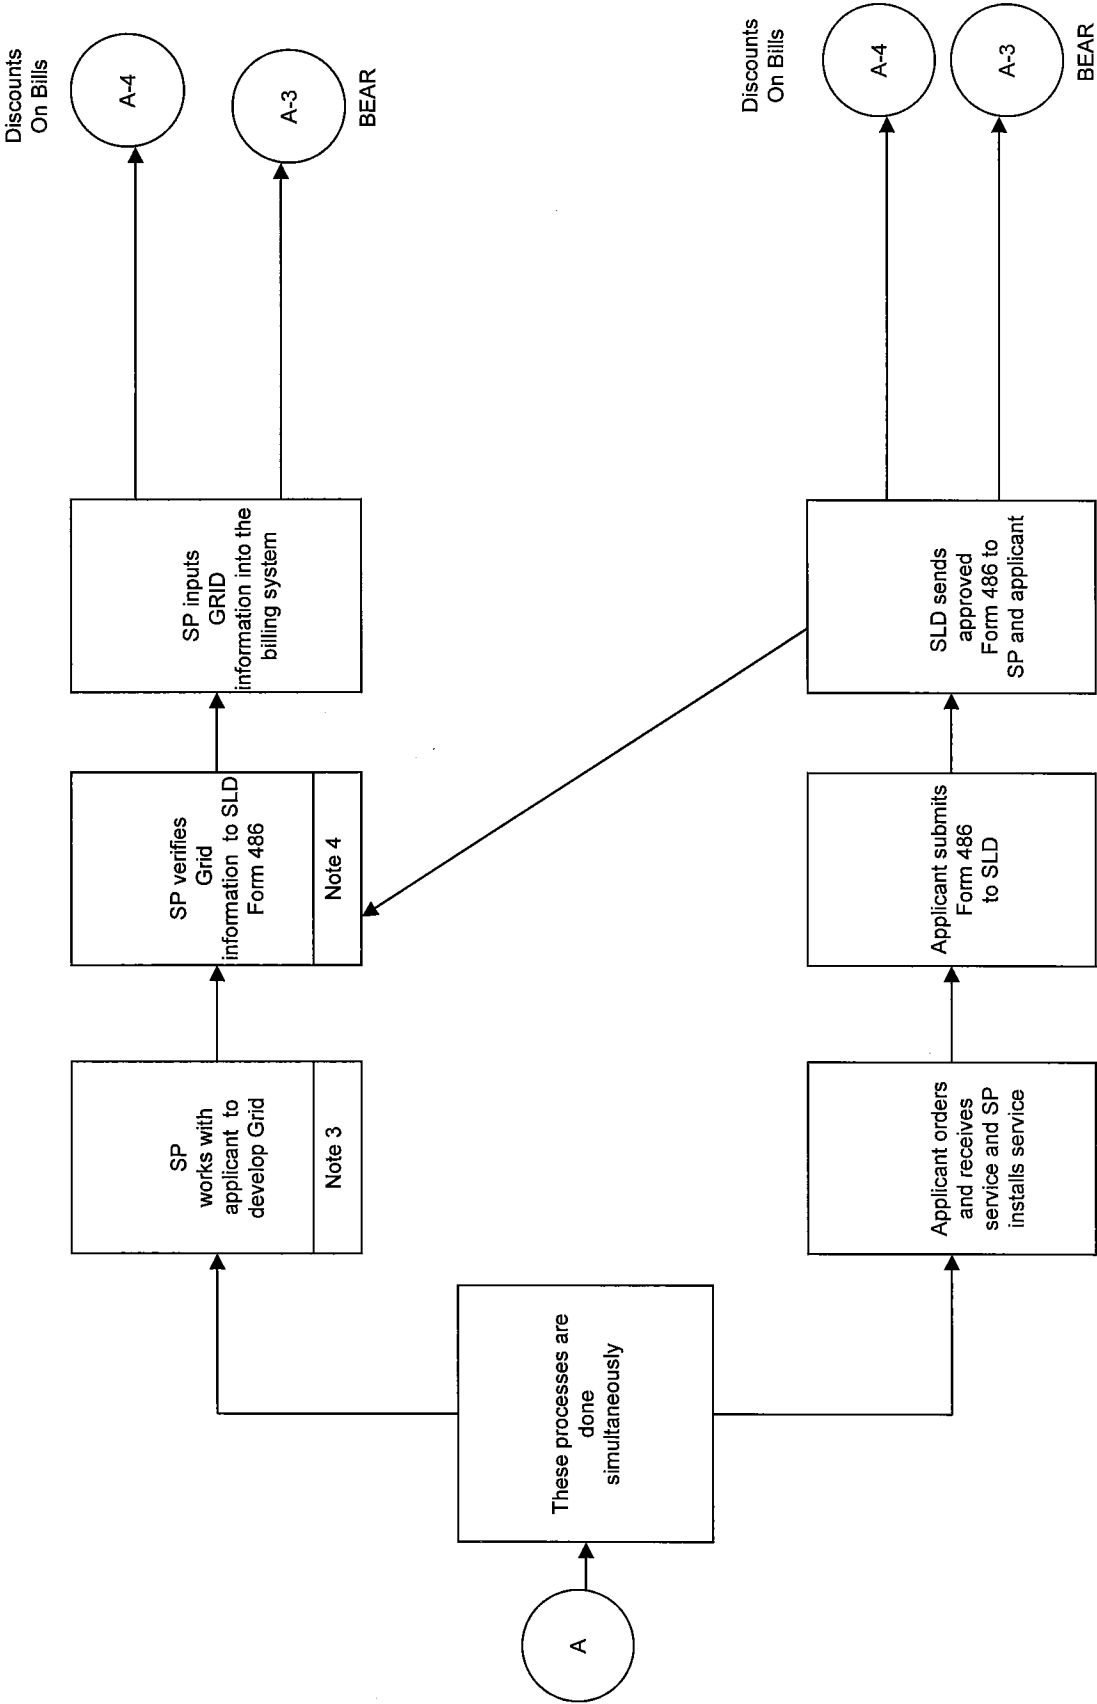 A
These processes are
done
simultaneously
SP
works with
applicant to
develop Grid
Note 3
SP verifies
Grid
information to SLD
Form 486
Note 4
SP inputs
GRID
information into the
billing system
Discounts
On Bills
A-4
A-3
BEAR
Applicant orders
and receives
service and SP
installs service
Applicant submits
Form 486
to SLD
SLD sends
approved
Form 486 to
SP and applicant
Discounts
On Bills
A-4
A-3
BEAR